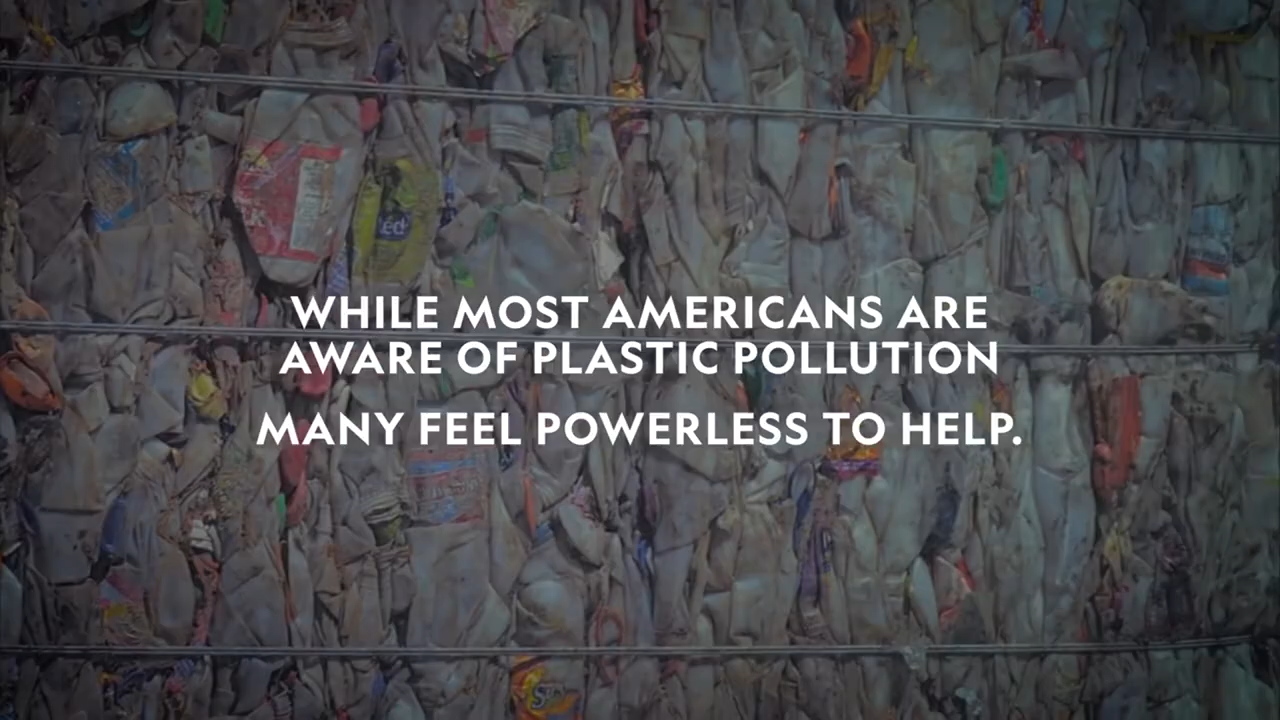 WHILE MOST AMERICANS ARE
AWARE OF PLASTIC POLLUTION
MANY FEEL POWERLESS TO HELP.